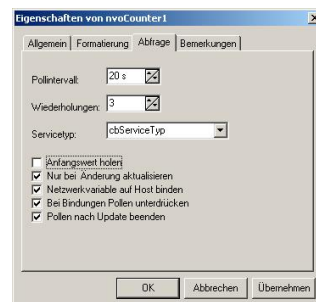 Eigenschaften von nvoCounter1
Allgemein Formatierung Abfrage Bemerkungen
Pollintervall: 20 s
Wiederholungen: 3
Servicetyp: cbServiceTyp
Anfangswert holen
Nur bei Änderung aktualisieren
Netzwerkvariable auf Host binden
Bei Bindungen Pollen unterdrücken
Pollen nach Update beenden
OK Abbrechen Übernehmen